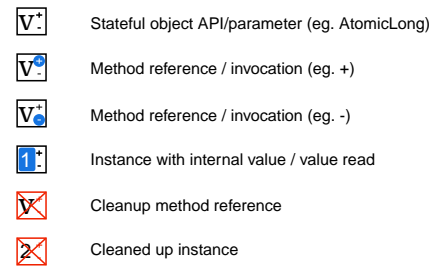 V + - Stateful object API/parameter (eg. AtomicLong)
V + - Method reference / invocation (eg. +)
V + - Method reference / invocation (eg. -)
1 + - Instance with internal value / value read
V + Cleanup method reference
2 + Cleaned up instance